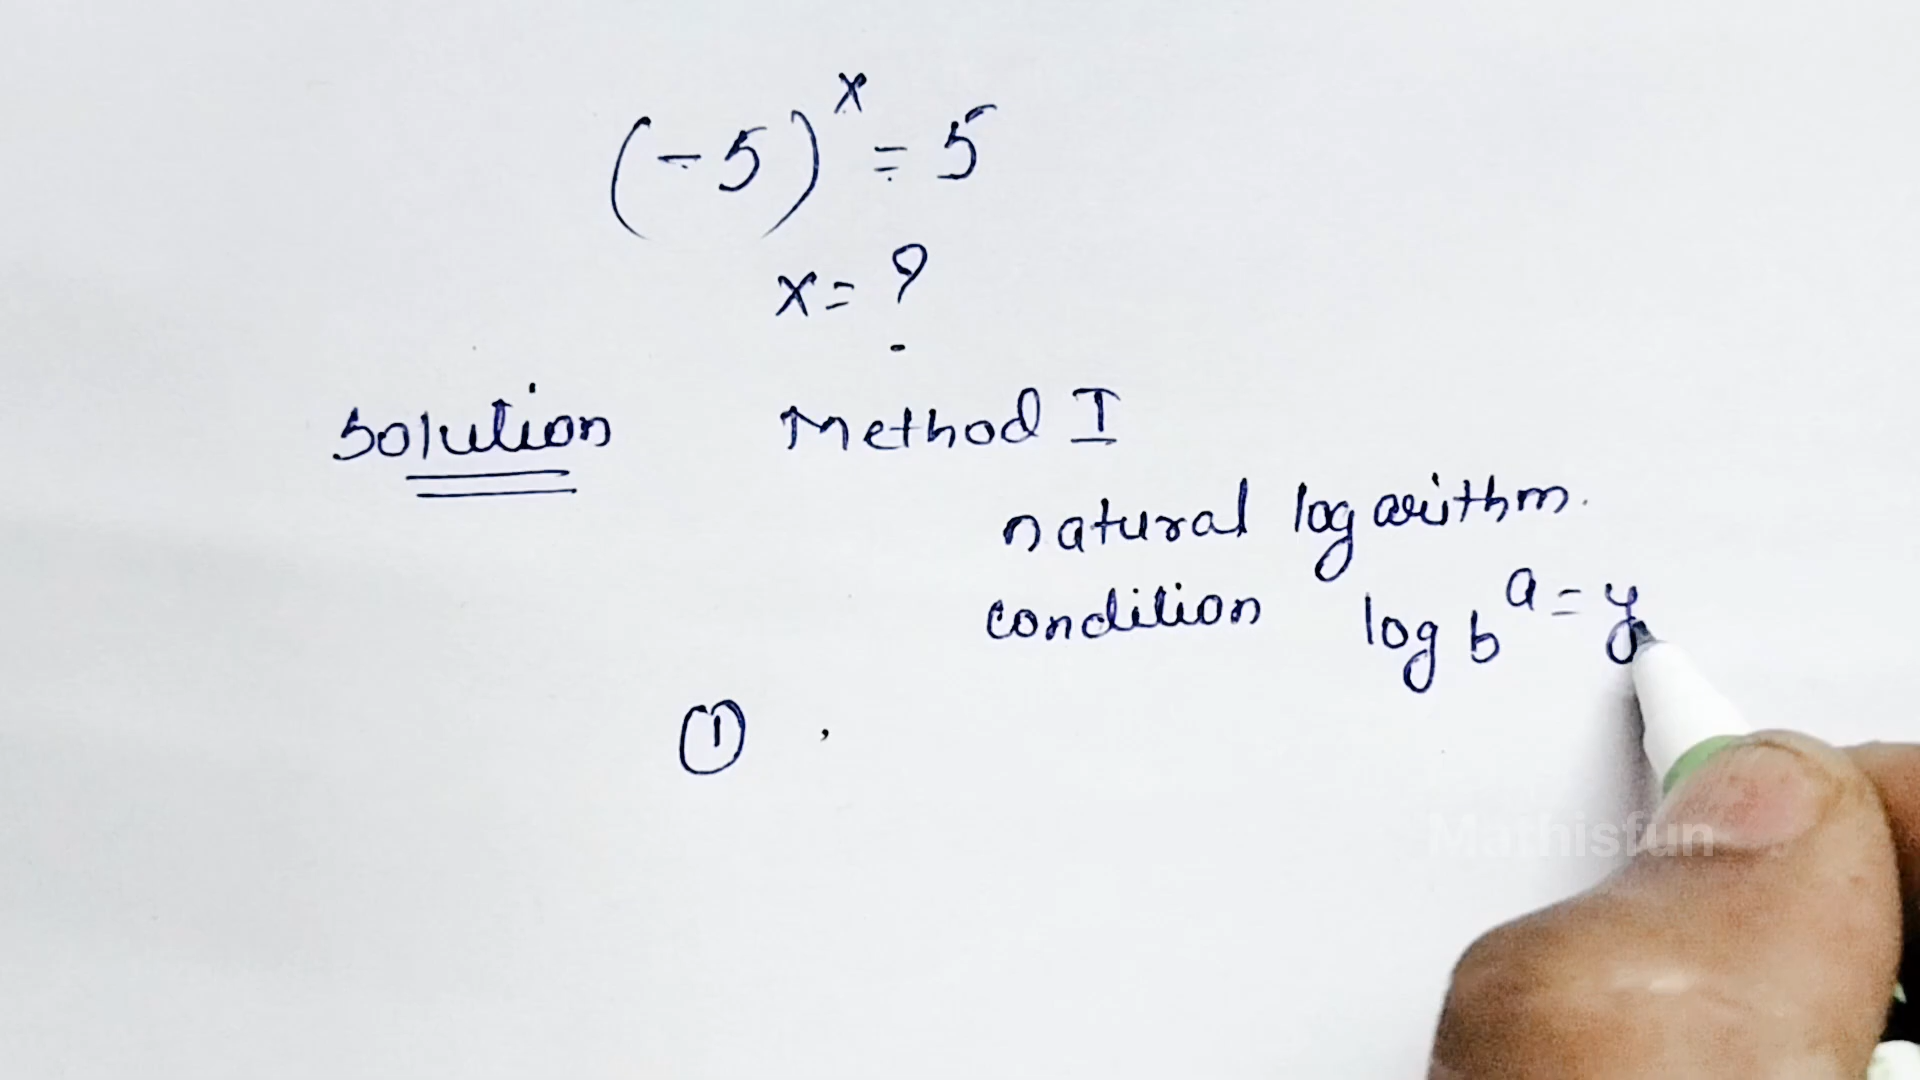 (-5)^x = 5
x = ?
Solution Method I
natural logarithm.
condition log b^a = y
① ,
Mathisfun